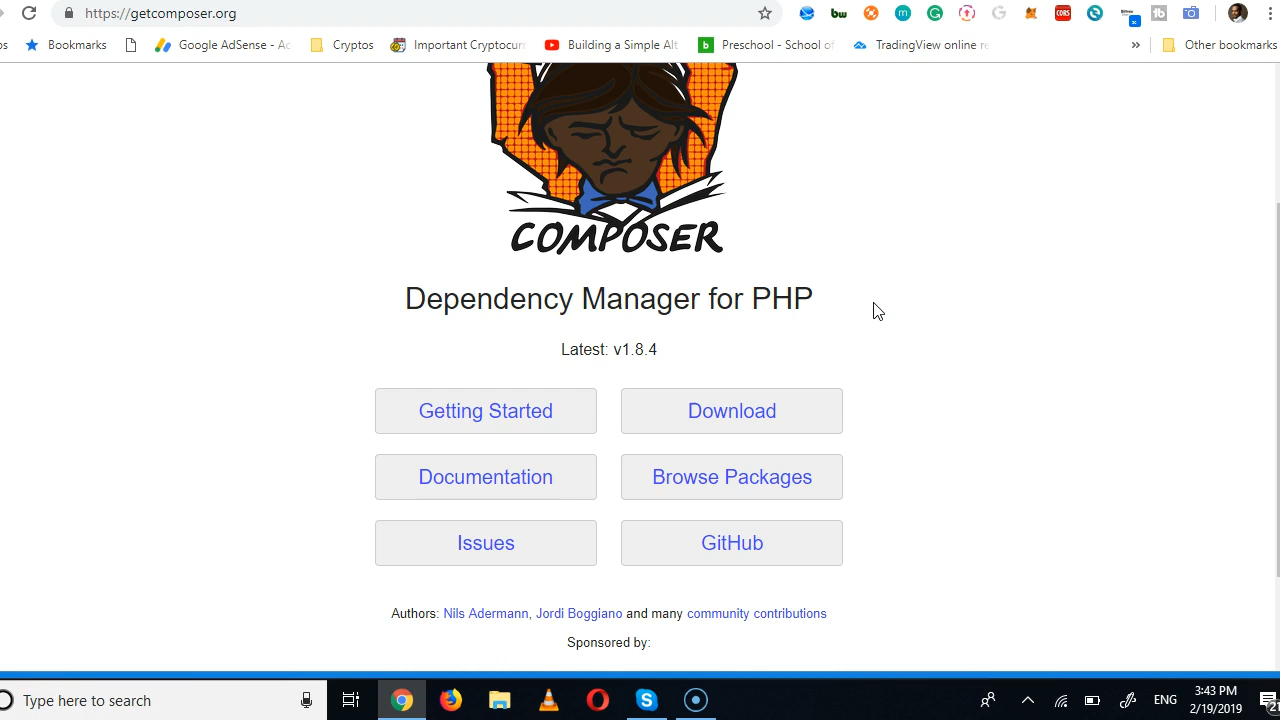 https://getcomposer.org
Bookmarks
Google AdSense - Ac
Cryptos
Important Cryptocurr
Building a Simple Alt
Preschool - School of
TradingView online re
»
Other bookmarks
COMPOSER
Dependency Manager for PHP
Latest: v1.8.4
Getting Started
Download
Documentation
Browse Packages
Issues
GitHub
Authors: Nils Adermann, Jordi Boggiano and many community contributions
Sponsored by:
Type here to search
ENG
3:43 PM
2/19/2019